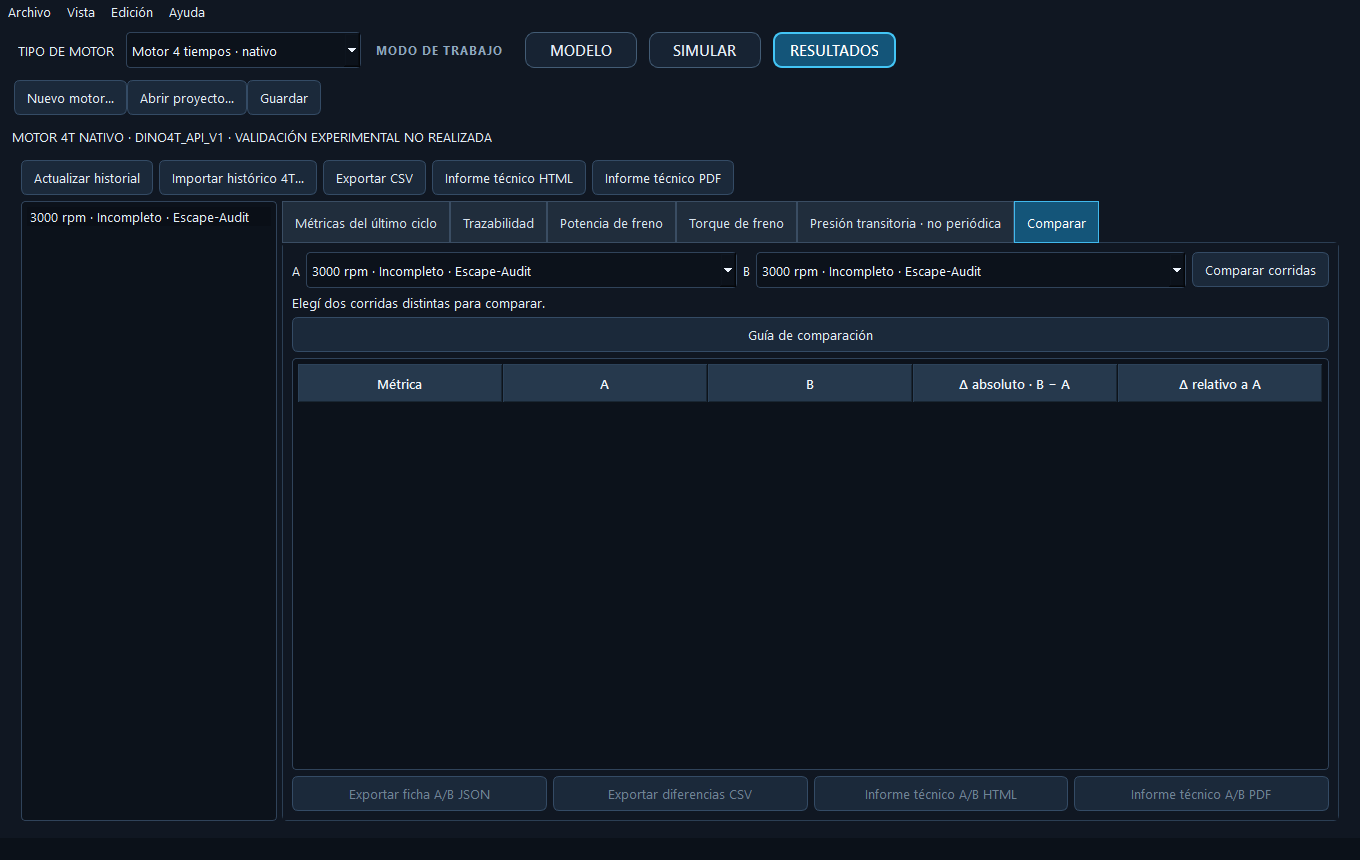 Archivo Vista Edición Ayuda
TIPO DE MOTOR Motor 4 tiempos · nativo MODO DE TRABAJO MODELO SIMULAR RESULTADOS
Nuevo motor... Abrir proyecto... Guardar
MOTOR 4T NATIVO · DINO4T_API_V1 · VALIDACIÓN EXPERIMENTAL NO REALIZADA
Actualizar historial Importar histórico 4T... Exportar CSV Informe técnico HTML Informe técnico PDF
3000 rpm · Incompleto · Escape-Audit
Métricas del último ciclo Trazabilidad Potencia de freno Torque de freno Presión transitoria · no periódica Comparar
A 3000 rpm · Incompleto · Escape-Audit B 3000 rpm · Incompleto · Escape-Audit Comparar corridas
Elegí dos corridas distintas para comparar.
Guía de comparación
Métrica A B Δ absoluto · B − A Δ relativo a A
Exportar ficha A/B JSON Exportar diferencias CSV Informe técnico A/B HTML Informe técnico A/B PDF